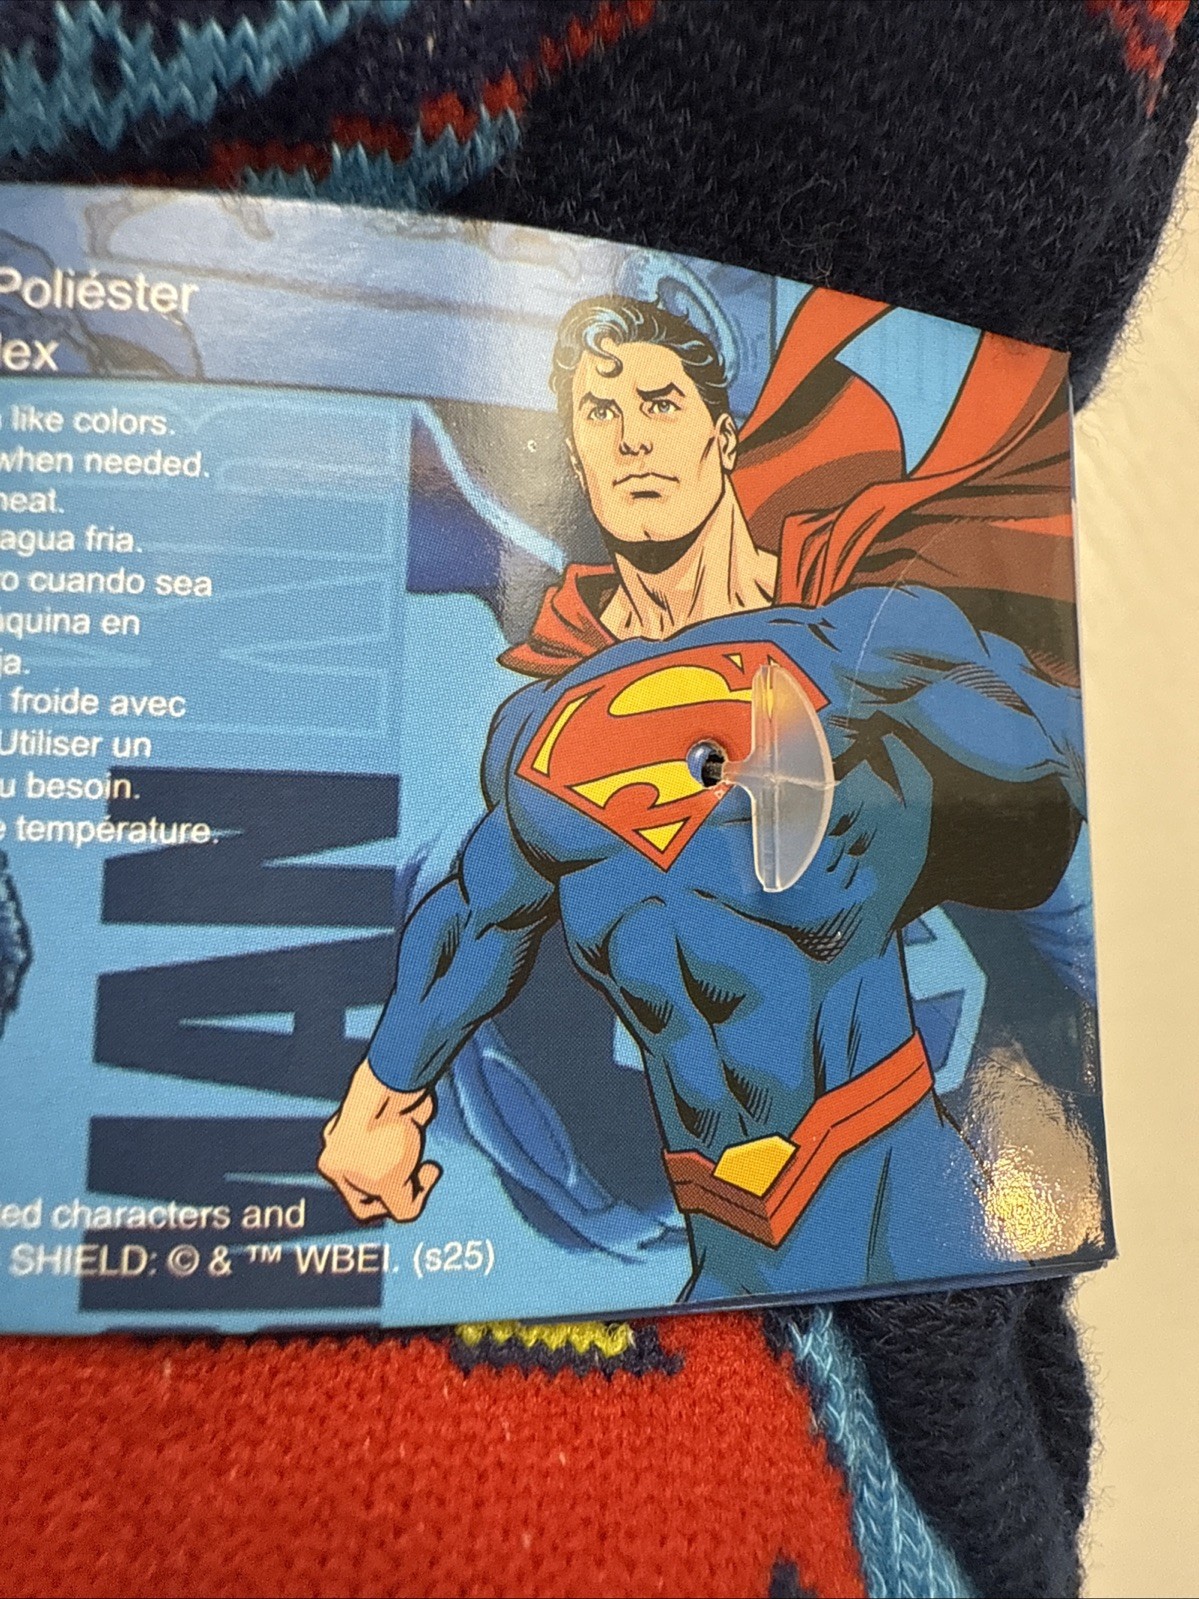 Poliéster
lex
like colors.
when needed.
heat.
agua fria.
o cuando sea
quina en
ja.
froide avec
Utiliser un
u besoin.
e température.
MAN
ed characters and
SHIELD: © & ™ WBEI. (s25)
S